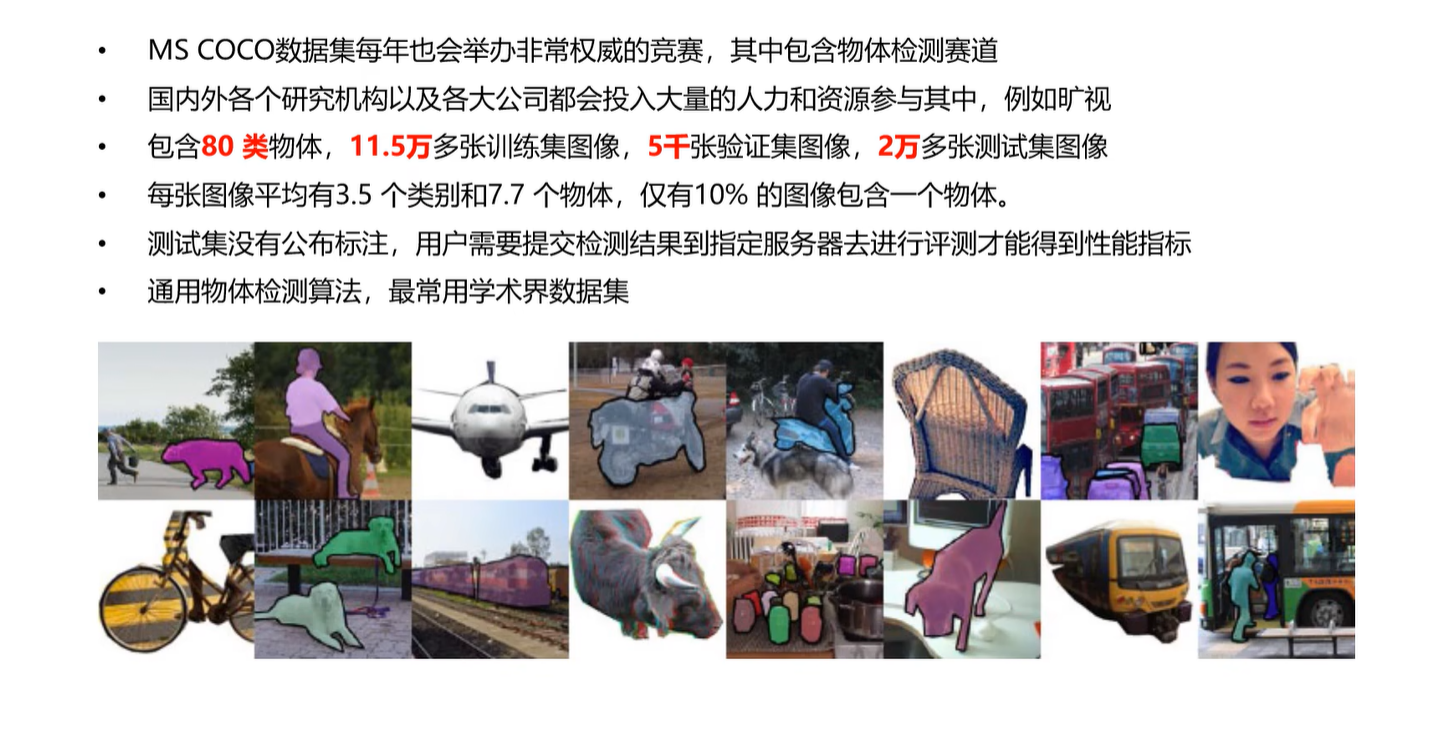 • MS COCO数据集每年也会举办非常权威的竞赛，其中包含物体检测赛道
• 国内外各个研究机构以及各大公司都会投入大量的人力和资源参与其中，例如旷视
• 包含80 类物体，11.5万多张训练集图像，5千张验证集图像，2万多张测试集图像
• 每张图像平均有3.5 个类别和7.7 个物体，仅有10% 的图像包含一个物体。
• 测试集没有公布标注，用户需要提交检测结果到指定服务器去进行评测才能得到性能指标
• 通用物体检测算法，最常用学术界数据集